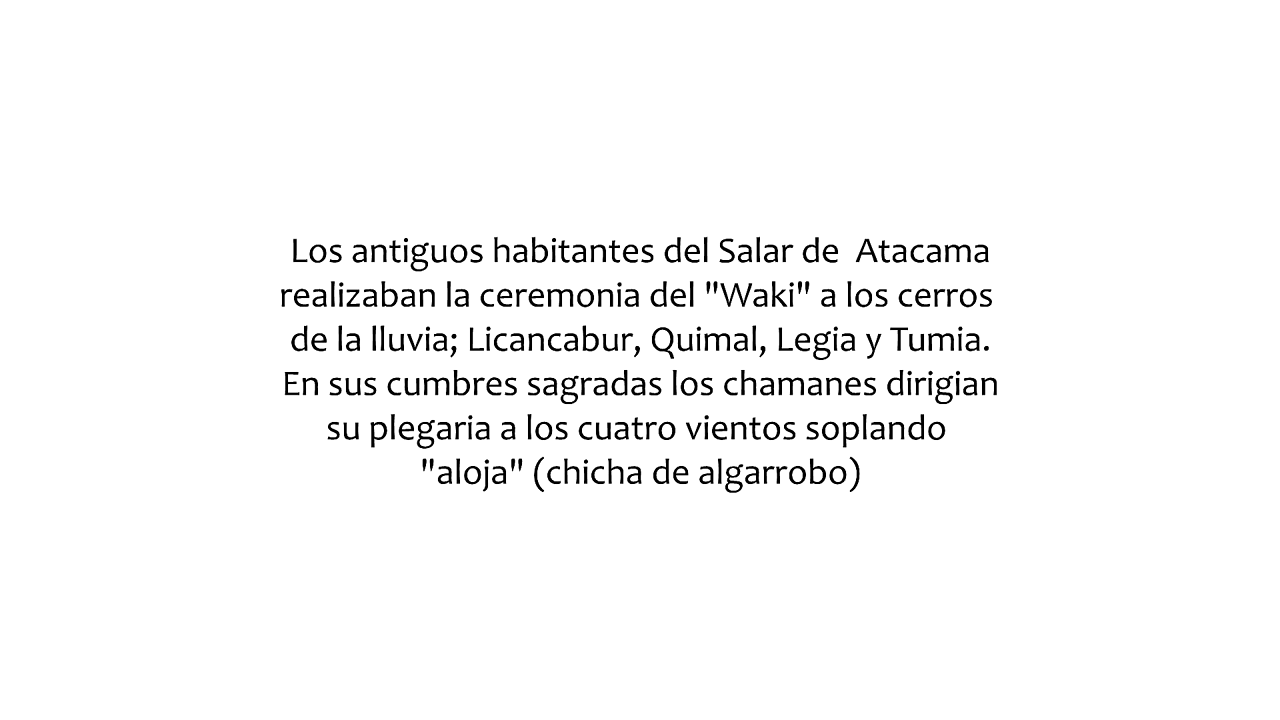 Los antiguos habitantes del Salar de  Atacama
realizaban la ceremonia del "Waki" a los cerros
de la lluvia; Licancabur, Quimal, Legia y Tumia.
En sus cumbres sagradas los chamanes dirigian
su plegaria a los cuatro vientos soplando
"aloja" (chicha de algarrobo)